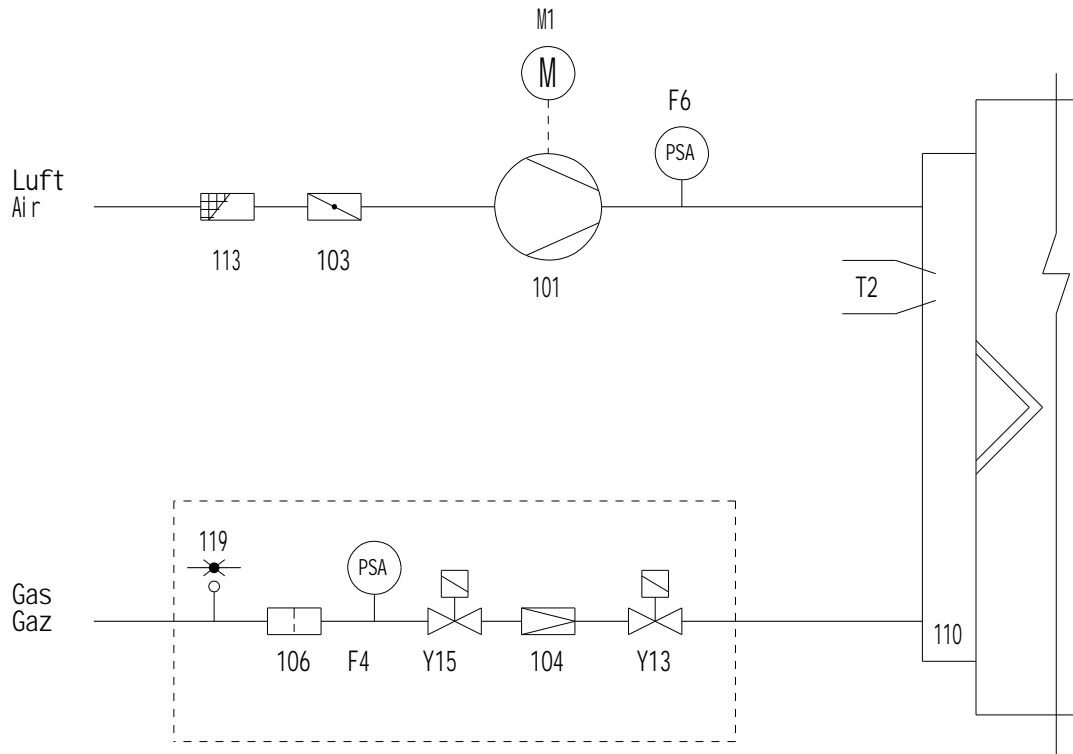 M1
M
F6
PSA
Luft
Air
113
103
101
T2
119
PSA
Gas
Gaz
106
F4
Y15
104
Y13
110